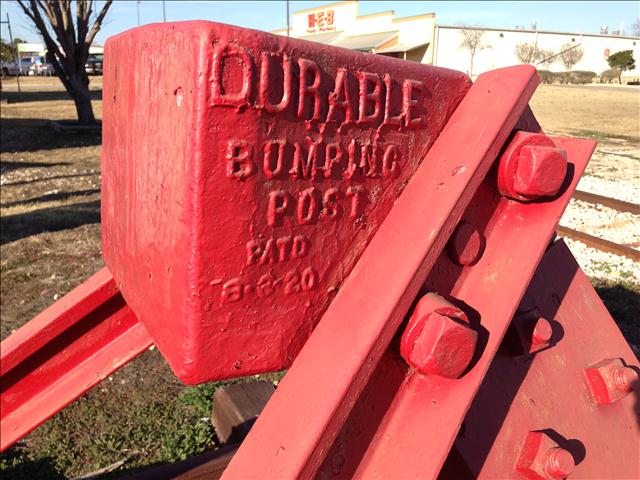 H-E-B
DURABLE
BUMPING
POST
PATD
8-3-20